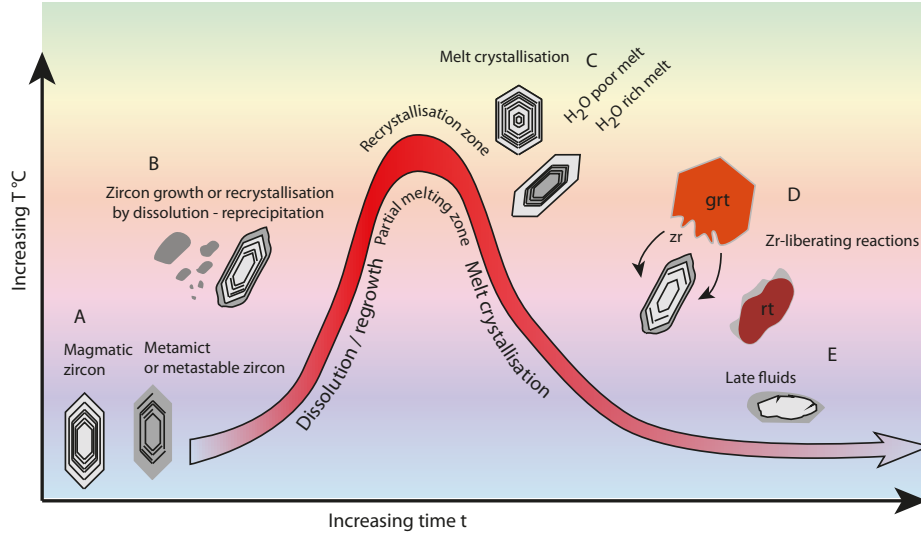 Increasing T °C
A
Magmatic
zircon
Metamict
or metastable zircon
B
Zircon growth or recrystallisation
by dissolution - reprecipitation
Dissolution / regrowth
Recrystallisation zone
Partial melting zone
Melt crystallisation
Melt crystallisation
C
H2O poor melt
H2O rich melt
grt
D
zr
Zr-liberating reactions
rt
E
Late fluids
Increasing time t